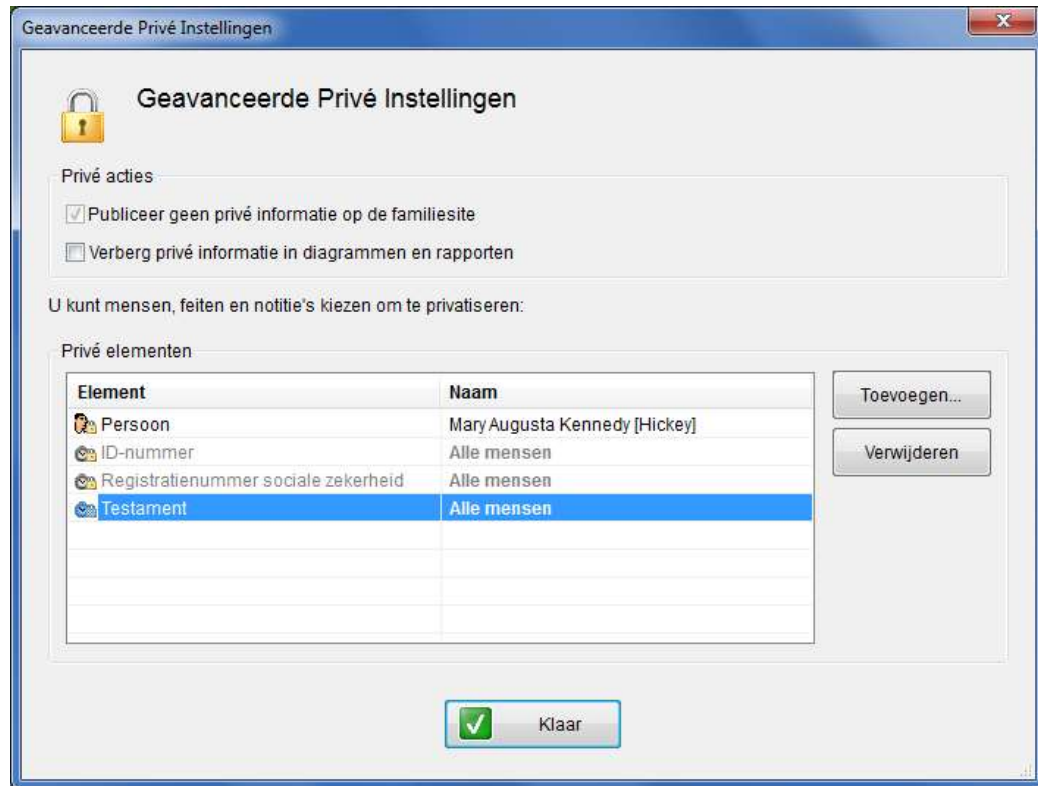 Geavanceerde Privé Instellingen
Geavanceerde Privé Instellingen
Privé acties
Publiceer geen privé informatie op de familiesite
Verberg privé informatie in diagrammen en rapporten
U kunt mensen, feiten en notitie's kiezen om te privatiseren:
Privé elementen
Element Naam
Persoon Mary Augusta Kennedy [Hickey]
ID-nummer Alle mensen
Registratienummer sociale zekerheid Alle mensen
Testament Alle mensen
Toevoegen...
Verwijderen
Klaar